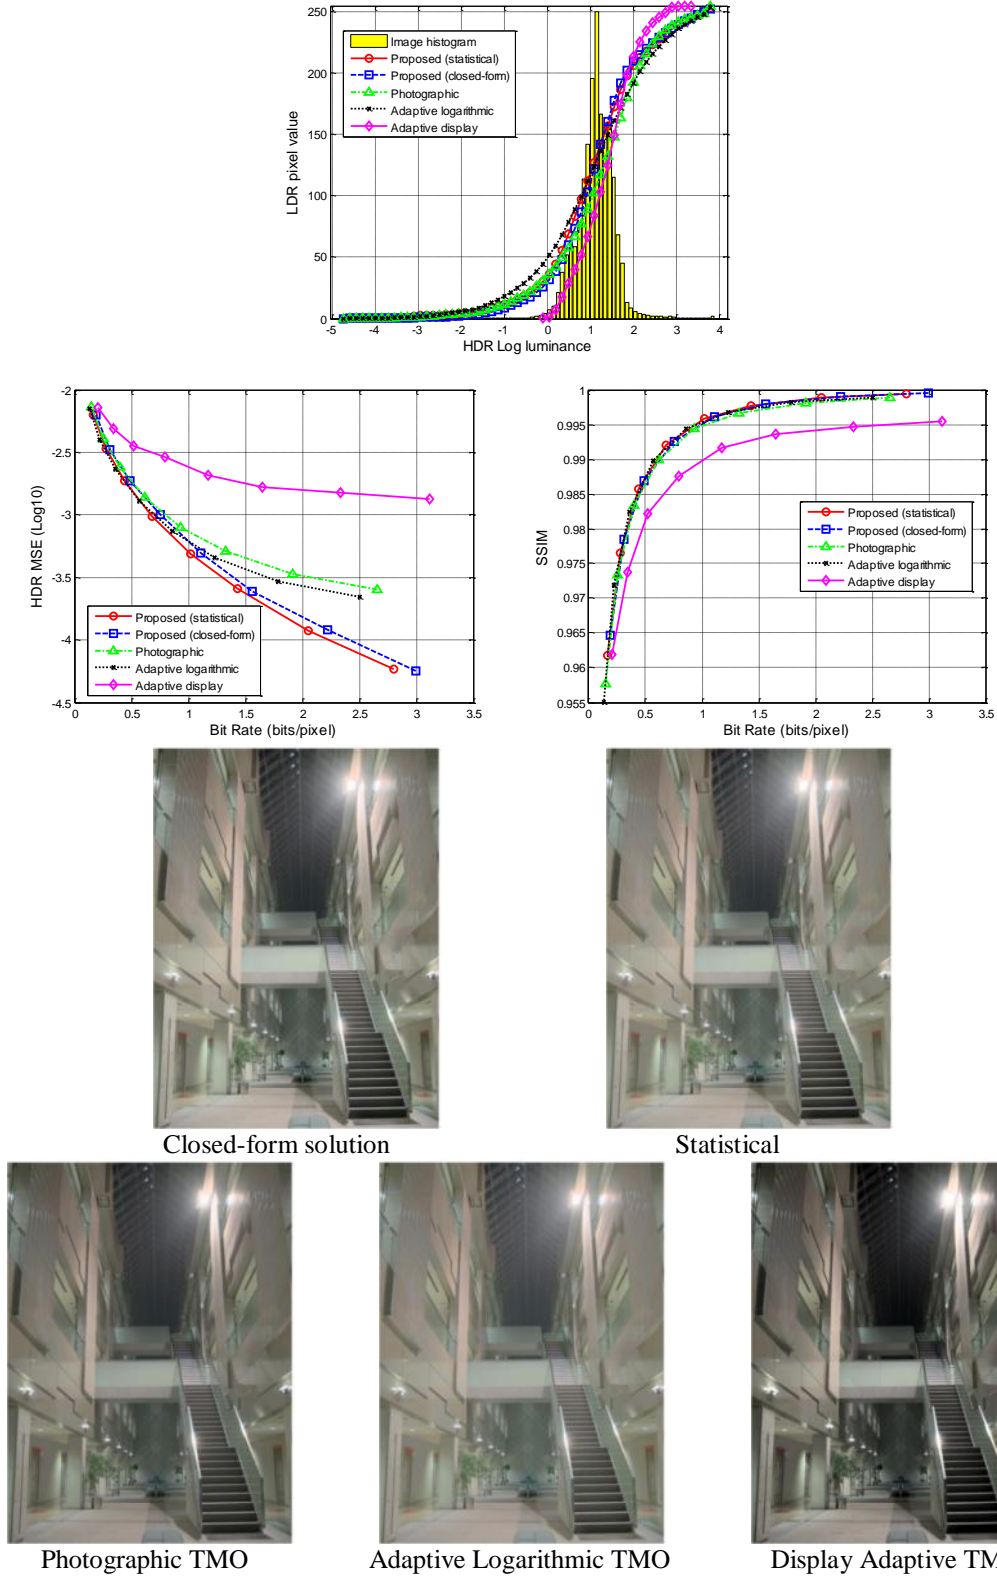 250
200
150
100
50
0
LDR pixel value
Image histogram
Proposed (statistical)
Proposed (closed-form)
Photographic
Adaptive logarithmic
Adaptive display
-5 -4 -3 -2 -1 0 1 2 3 4
HDR Log luminance
-2
-2.5
-3
-3.5
-4
-4.5
HDR MSE (Log10)
Proposed (statistical)
Proposed (closed-form)
Photographic
Adaptive logarithmic
Adaptive display
0 0.5 1 1.5 2 2.5 3 3.5
Bit Rate (bits/pixel)
1
0.995
0.99
0.985
0.98
0.975
0.97
0.965
0.96
0.955
SSIM
Proposed (statistical)
Proposed (closed-form)
Photographic
Adaptive logarithmic
Adaptive display
0 0.5 1 1.5 2 2.5 3 3.5
Bit Rate (bits/pixel)
Closed-form solution
Statistical
Photographic TMO
Adaptive Logarithmic TMO
Display Adaptive TM